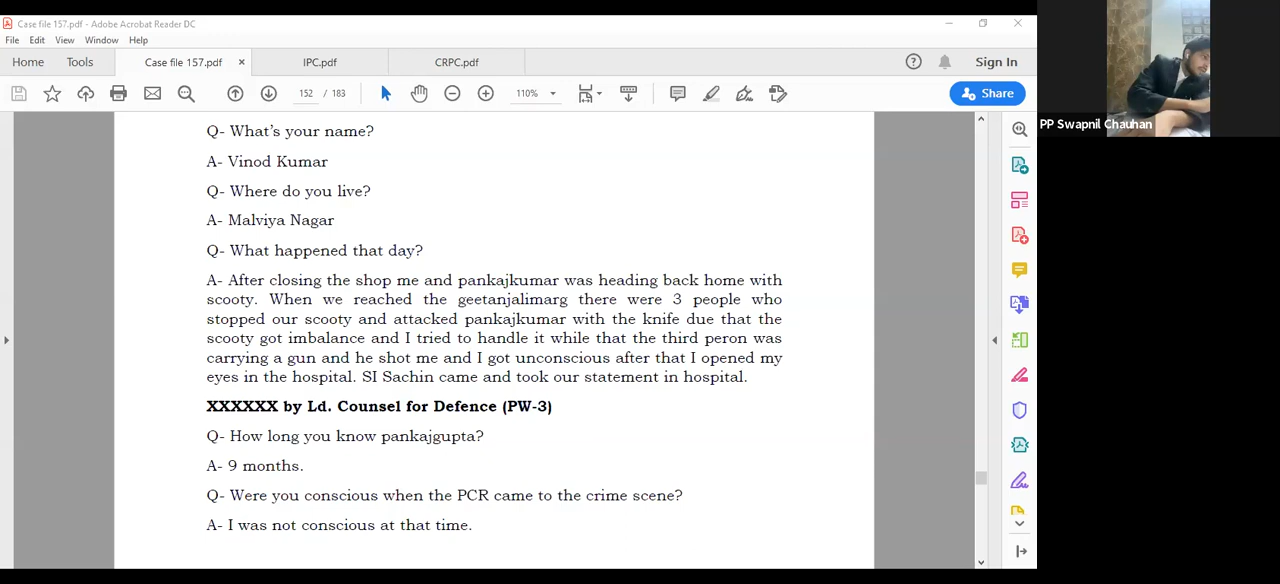 Case file 157.pdf - Adobe Acrobat Reader DC
File Edit View Window Help
Home Tools Case file 157.pdf × IPC.pdf CRPC.pdf Sign In
152 / 183 110% Share
PP Swapnil Chauhan
Q- What's your name?
A- Vinod Kumar
Q- Where do you live?
A- Malviya Nagar
Q- What happened that day?
A- After closing the shop me and pankajkumar was heading back home with
scooty. When we reached the geetanjalimarg there were 3 people who
stopped our scooty and attacked pankajkumar with the knife due that the
scooty got imbalance and I tried to handle it while that the third peron was
carrying a gun and he shot me and I got unconscious after that I opened my
eyes in the hospital. SI Sachin came and took our statement in hospital.
XXXXXX by Ld. Counsel for Defence (PW-3)
Q- How long you know pankajgupta?
A- 9 months.
Q- Were you conscious when the PCR came to the crime scene?
A- I was not conscious at that time.